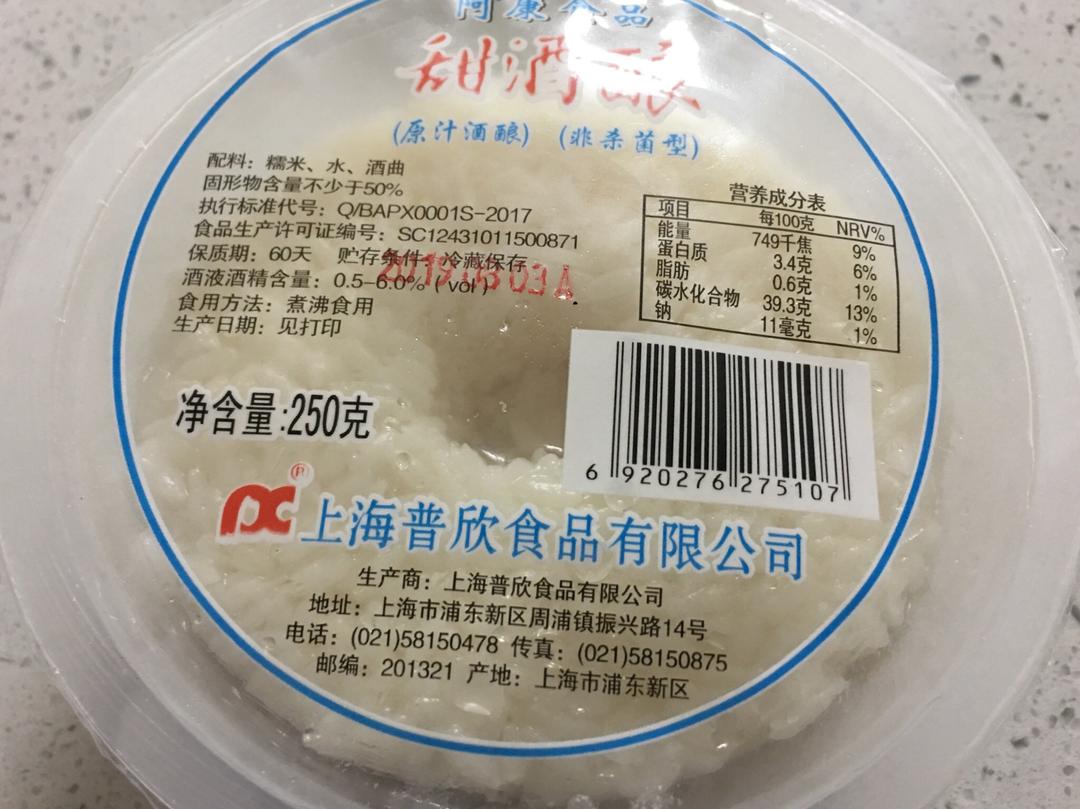 阿康食品
甜酒酿
(原汁酒酿) (非杀菌型)
配料：糯米、水、酒曲
固形物含量不少于50%
执行标准代号：Q/BAPX0001S-2017
食品生产许可证编号：SC12431011500871
保质期：60天 贮存条件：冷藏保存
酒液酒精含量：0.5-6.0%（vol）
食用方法：煮沸食用
生产日期：见打印
营养成分表
项目 每100克 NRV%
能量 749千焦 9%
蛋白质 3.4克 6%
脂肪 0.6克 1%
碳水化合物 39.3克 13%
钠 11毫克 1%
净含量:250克
6 920276 275107
PC ® 上海普欣食品有限公司
生产商：上海普欣食品有限公司
地址：上海市浦东新区周浦镇振兴路14号
电话：(021)58150478 传真：(021)58150875
邮编：201321 产地：上海市浦东新区